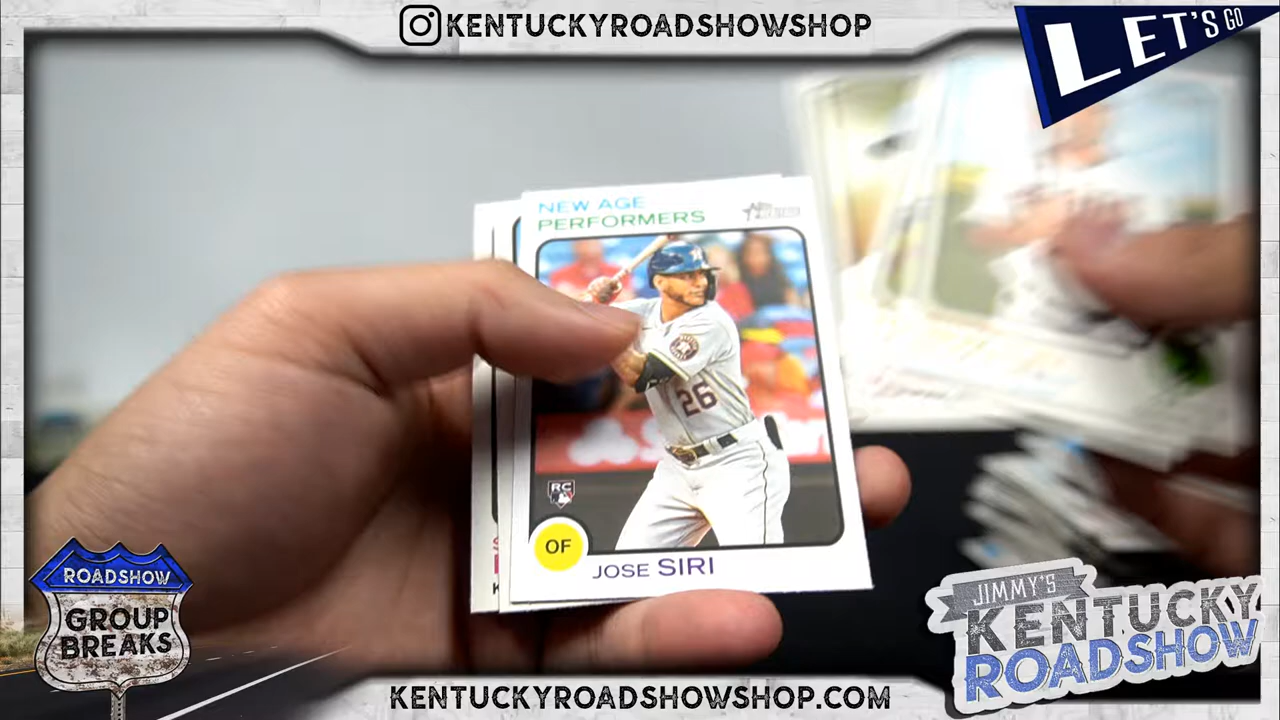 KENTUCKYROADSHOWSHOP
LET'S GO
NEW AGE
PERFORMERS
26
RC
OF
JOSE SIRI
ROADSHOW
GROUP
BREAKS
JIMMY'S
KENTUCKY
ROADSHOW
KENTUCKYROADSHOWSHOP.COM